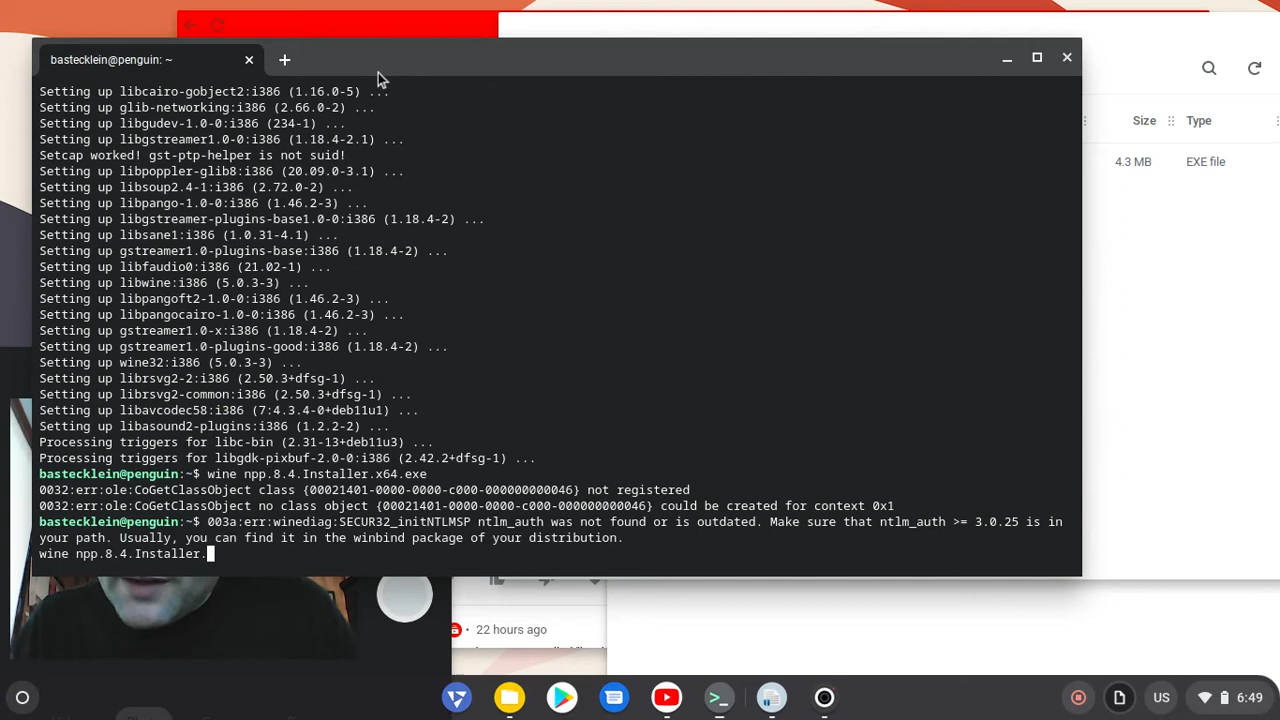 bastecklein@penguin: ~
Setting up libcairo-gobject2:i386 (1.16.0-5) ...
Setting up glib-networking:i386 (2.66.0-2) ...
Setting up libgudev-1.0-0:i386 (234-1) ...
Setting up libgstreamer1.0-0:i386 (1.18.4-2.1) ...
Setcap worked! gst-ptp-helper is not suid!
Setting up libpoppler-glib8:i386 (20.09.0-3.1) ...
Setting up libsoup2.4-1:i386 (2.72.0-2) ...
Setting up libpango-1.0-0:i386 (1.46.2-3) ...
Setting up libgstreamer-plugins-base1.0-0:i386 (1.18.4-2) ...
Setting up libsane1:i386 (1.0.31-4.1) ...
Setting up gstreamer1.0-plugins-base:i386 (1.18.4-2) ...
Setting up libfaudio0:i386 (21.02-1) ...
Setting up libwine:i386 (5.0.3-3) ...
Setting up libpangoft2-1.0-0:i386 (1.46.2-3) ...
Setting up libpangocairo-1.0-0:i386 (1.46.2-3) ...
Setting up gstreamer1.0-x:i386 (1.18.4-2) ...
Setting up gstreamer1.0-plugins-good:i386 (1.18.4-2) ...
Setting up wine32:i386 (5.0.3-3) ...
Setting up librsvg2-2:i386 (2.50.3+dfsg-1) ...
Setting up librsvg2-common:i386 (2.50.3+dfsg-1) ...
Setting up libavcodec58:i386 (7:4.3.4-0+deb11u1) ...
Setting up libasound2-plugins:i386 (1.2.2-2) ...
Processing triggers for libc-bin (2.31-13+deb11u3) ...
Processing triggers for libgdk-pixbuf-2.0-0:i386 (2.42.2+dfsg-1) ...
bastecklein@penguin:~$ wine npp.8.4.Installer.x64.exe
0032:err:ole:CoGetClassObject class {00021401-0000-0000-c000-000000000046} not registered
0032:err:ole:CoGetClassObject no class object {00021401-0000-0000-c000-000000000046} could be created for context 0x1
bastecklein@penguin:~$ 003a:err:winediag:SECUR32_initNTLMSP ntlm_auth was not found or is outdated. Make sure that ntlm_auth >= 3.0.25 is in
your path. Usually, you can find it in the winbind package of your distribution.
wine npp.8.4.Installer.
Size Type
4.3 MB EXE file
• 22 hours ago
US 6:49